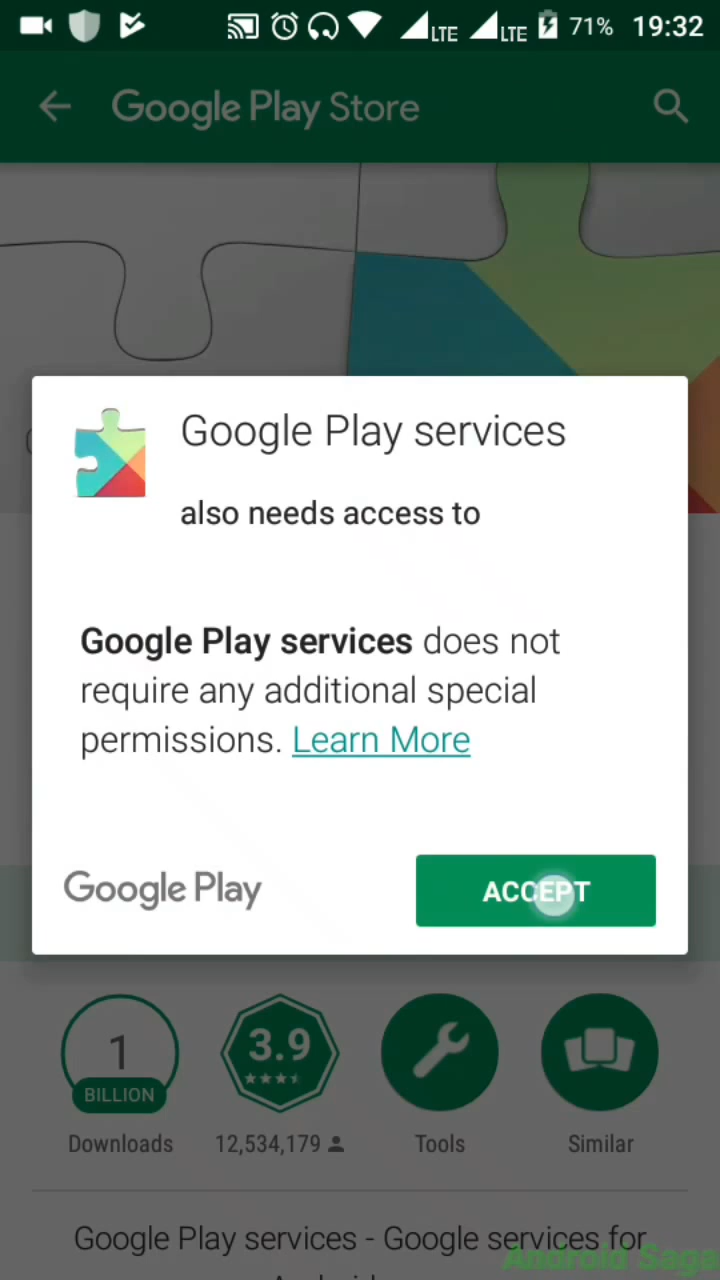 LTE LTE 71% 19:32
Google Play Store
Google Play services
also needs access to
Google Play services does not
require any additional special
permissions. Learn More
Google Play
ACCEPT
1
BILLION
3.9
Downloads
12,534,179
Tools
Similar
Google Play services - Google services for
Android Saga